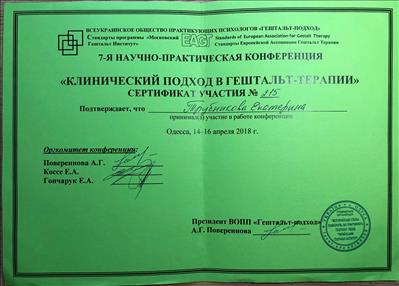 ВСЕУКРАИНСКОЕ ОБЩЕСТВО ПРАКТИКУЮЩИХ ПСИХОЛОГОВ «ГЕШТАЛЬТ-ПОДХОД»
Стандарты программы «Московский Гештальт Институт»
EAGT
Standards of European Association for Gestalt Therapy
Стандарты Европейской Ассоциации Гештальт Терапии
7-Я НАУЧНО-ПРАКТИЧЕСКАЯ КОНФЕРЕНЦИЯ
«КЛИНИЧЕСКИЙ ПОДХОД В ГЕШТАЛЬТ-ТЕРАПИИ»
СЕРТИФИКАТ УЧАСТИЯ № 215
Подтверждает, что Трубникова Екатерина
принимал(а) участие в работе конференции
Одесса, 14–16 апреля 2018 г.
Оргкомитет конференции:
Повереннова А.Г.
Коссе Е.А.
Гончарук Е.А.
Президент ВОПП «Гештальт-подход»
А.Г. Повереннова